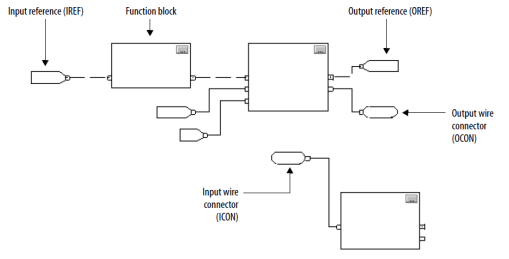 Input reference (IREF)
Function block
Output reference (OREF)
Output wire
connector
(OCON)
Input wire
connector
(ICON)